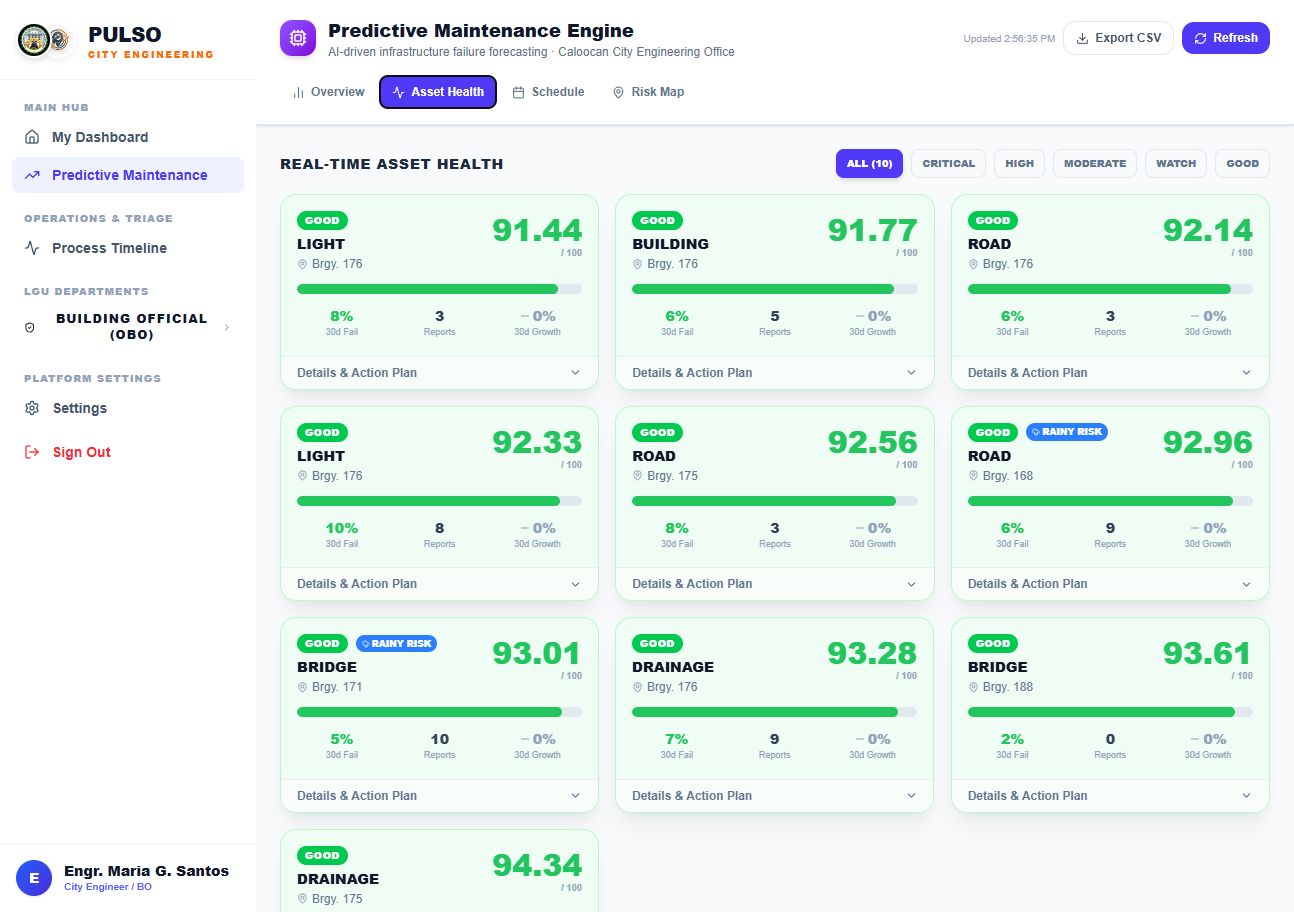 PULSO
CITY ENGINEERING
MAIN HUB
My Dashboard
Predictive Maintenance
OPERATIONS & TRIAGE
Process Timeline
LGU DEPARTMENTS
BUILDING OFFICIAL
(OBO)
PLATFORM SETTINGS
Settings
Sign Out
E
Engr. Maria G. Santos
City Engineer / BO
Predictive Maintenance Engine
AI-driven infrastructure failure forecasting · Caloocan City Engineering Office
Updated 2:56:35 PM
Export CSV
Refresh
Overview
Asset Health
Schedule
Risk Map
REAL-TIME ASSET HEALTH
ALL (10)
CRITICAL
HIGH
MODERATE
WATCH
GOOD
GOOD
LIGHT
Brgy. 176
91.44
/ 100
8%
30d Fail
3
Reports
– 0%
30d Growth
Details & Action Plan
GOOD
BUILDING
Brgy. 176
91.77
/ 100
6%
30d Fail
5
Reports
– 0%
30d Growth
Details & Action Plan
GOOD
ROAD
Brgy. 176
92.14
/ 100
6%
30d Fail
3
Reports
– 0%
30d Growth
Details & Action Plan
GOOD
LIGHT
Brgy. 176
92.33
/ 100
10%
30d Fail
8
Reports
– 0%
30d Growth
Details & Action Plan
GOOD
ROAD
Brgy. 175
92.56
/ 100
8%
30d Fail
3
Reports
– 0%
30d Growth
Details & Action Plan
GOOD
RAINY RISK
ROAD
Brgy. 168
92.96
/ 100
6%
30d Fail
9
Reports
– 0%
30d Growth
Details & Action Plan
GOOD
RAINY RISK
BRIDGE
Brgy. 171
93.01
/ 100
5%
30d Fail
10
Reports
– 0%
30d Growth
Details & Action Plan
GOOD
DRAINAGE
Brgy. 176
93.28
/ 100
7%
30d Fail
9
Reports
– 0%
30d Growth
Details & Action Plan
GOOD
BRIDGE
Brgy. 188
93.61
/ 100
2%
30d Fail
0
Reports
– 0%
30d Growth
Details & Action Plan
GOOD
DRAINAGE
Brgy. 175
94.34
/ 100